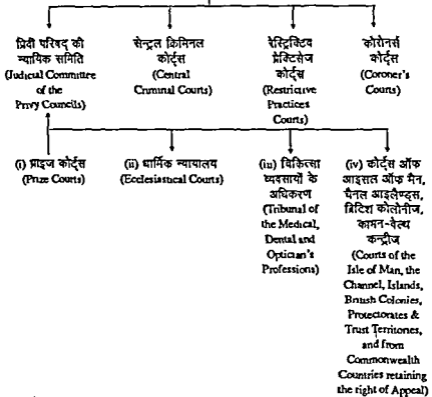 प्रिवी परिषद् की
न्यायिक समिति
(Judicial Committee
of the
Privy Councils)
सेन्ट्रल क्रिमिनल
कोर्ट्स
(Central
Criminal Courts)
रेस्ट्रिक्टिव
प्रेक्टिसेज
कोर्ट्स
(Restrictive
Practices
Courts)
कोरोनर्स
कोर्ट्स
(Coroner's
Courts)
(i) प्राइज कोर्ट्स
(Prize Courts)
(ii) धार्मिक न्यायालय
(Ecclesiastical Courts)
(iii) चिकित्सा
व्यवसायों के
अधिकरण
(Tribunal of
the Medical,
Dental and
Optician's
Professions)
(iv) कोर्ट्स ऑफ
आइसल ऑफ मैन,
चैनल आइलैण्ड्स,
ब्रिटिश कोलोनीज,
कामन-वेल्थ
कन्ट्रीज
(Courts of the
Isle of Man, the
Channel, Islands,
British Colonies,
Protectorates &
Trust Territories,
and from
Commonwealth
Countries retaining
the right of Appeal)